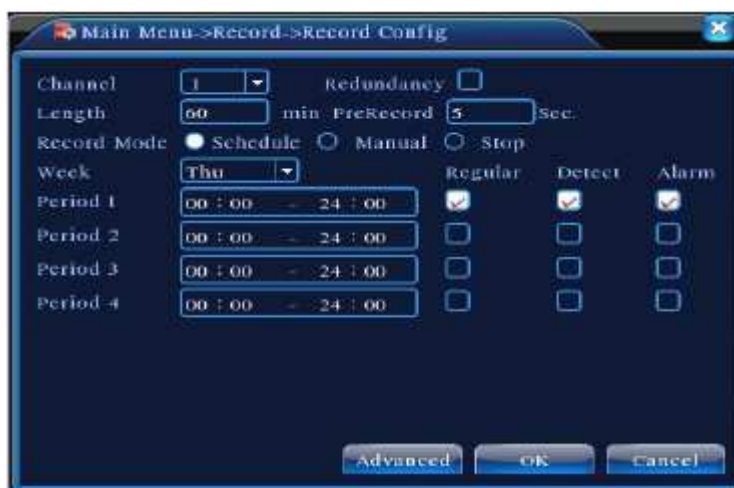 Main Menu->Record->Record Config
Channel 1 Redundancy
Length 60 min PreRecord 5 Sec.
Record Mode Schedule Manual Stop
Week Thu Regular Detect Alarm
Period 1 00 : 00 - 24 : 00
Period 2 00 : 00 - 24 : 00
Period 3 00 : 00 - 24 : 00
Period 4 00 : 00 - 24 : 00
Advanced OK Cancel